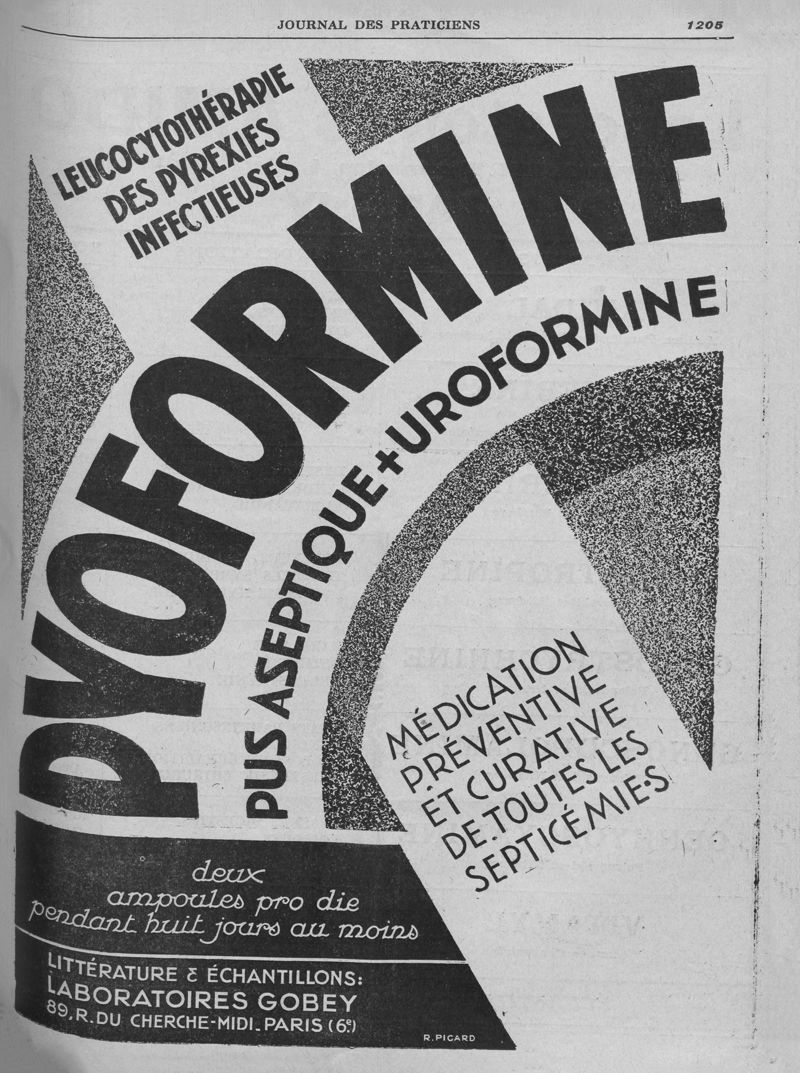 JOURNAL DES PRATICIENS
1205
LEUCOCYTOTHÉRAPIE
DES PYREXIES
INFECTIEUSES
PYOFORMINE
PUS ASEPTIQUE + UROFORMINE
MÉDICATION
PRÉVENTIVE
ET CURATIVE
DE TOUTES LES
SEPTICÉMIES
deux
ampoules pro die
pendant huit jours au moins
LITTÉRATURE & ÉCHANTILLONS:
LABORATOIRES GOBEY
89, R. DU CHERCHE-MIDI_PARIS (6e)
R. PICARD